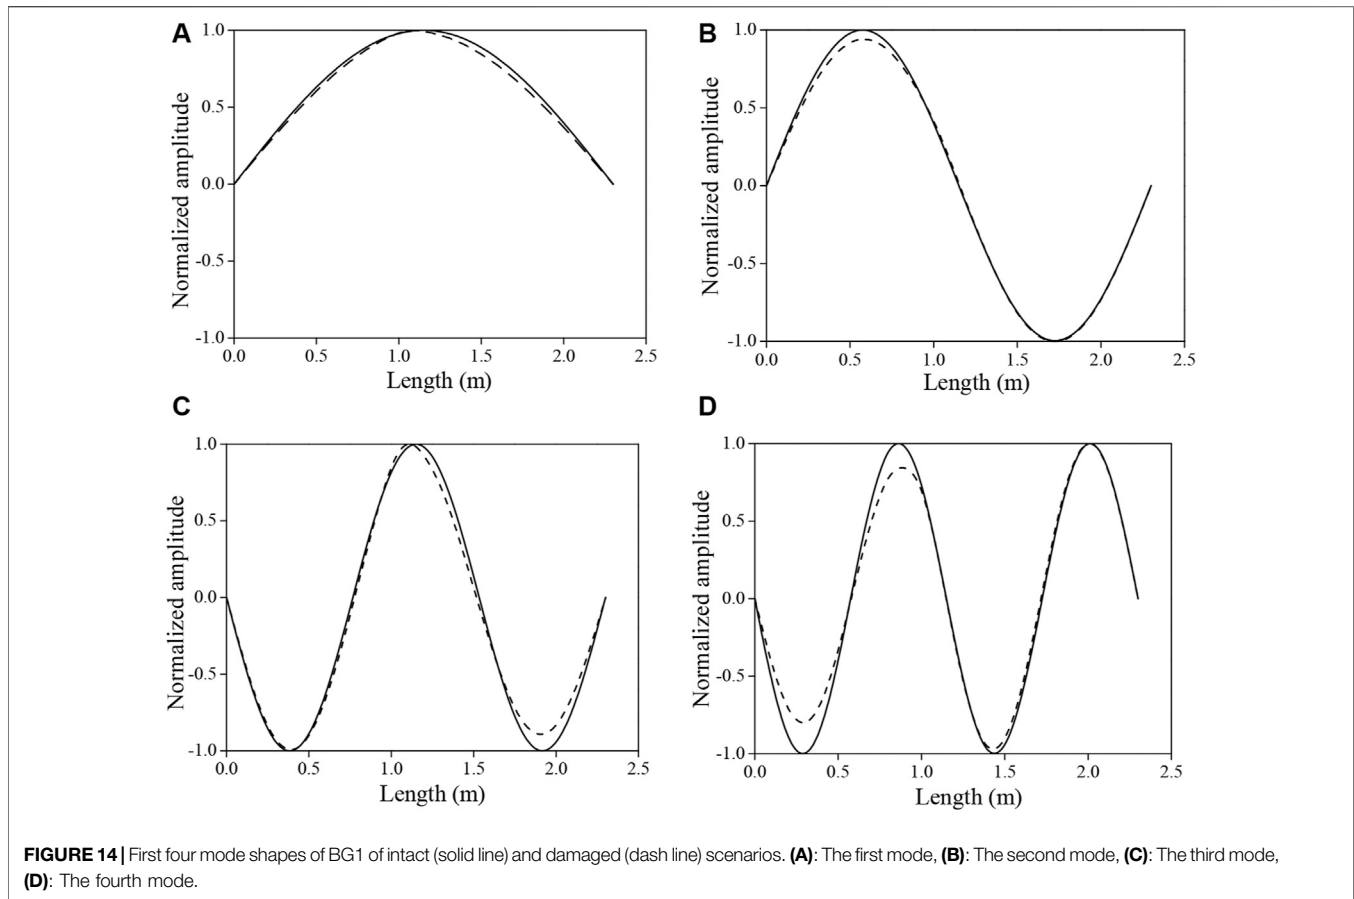 A
1.0
0.5
0.0
-0.5
-1.0
Normalized amplitude
0.0 0.5 1.0 1.5 2.0 2.5
Length (m)
B
1.0
0.5
0.0
-0.5
-1.0
Normalized amplitude
0.0 0.5 1.0 1.5 2.0 2.5
Length (m)
C
1.0
0.5
0.0
-0.5
-1.0
Normalized amplitude
0.0 0.5 1.0 1.5 2.0 2.5
Length (m)
D
1.0
0.5
0.0
-0.5
-1.0
Normalized amplitude
0.0 0.5 1.0 1.5 2.0 2.5
Length (m)
FIGURE 14 | First four mode shapes of BG1 of intact (solid line) and damaged (dash line) scenarios. (A): The first mode, (B): The second mode, (C): The third mode,
(D): The fourth mode.